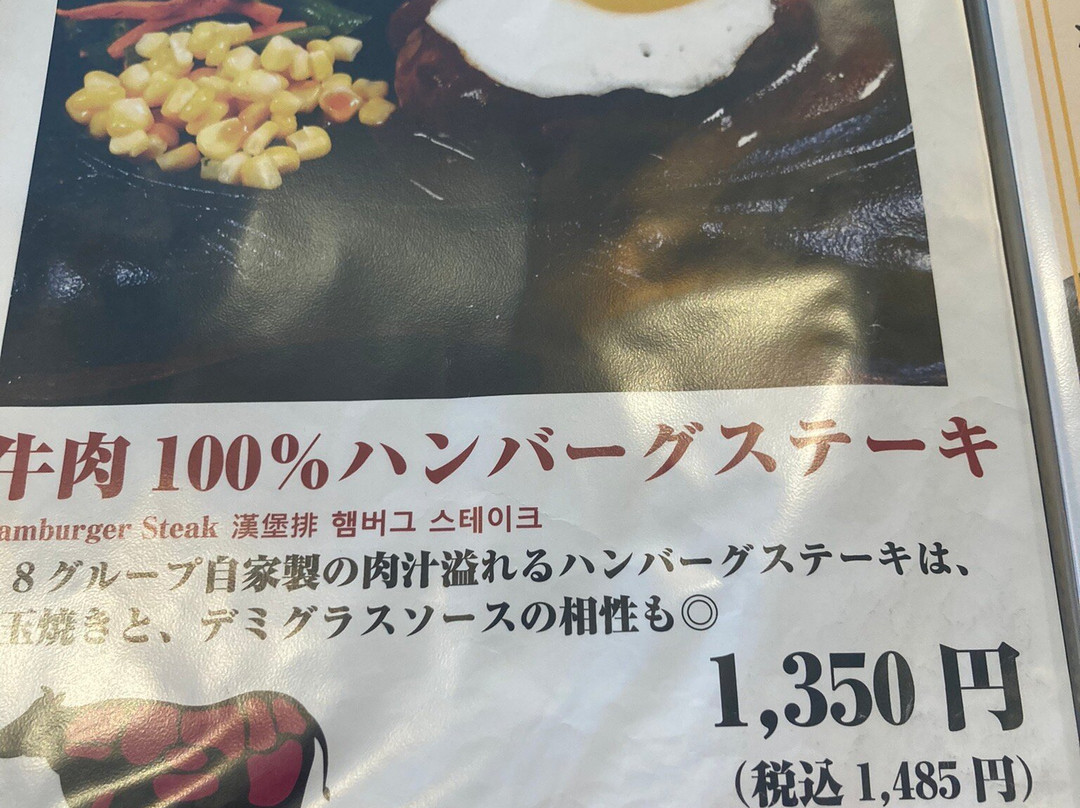 牛肉100%ハンバーグステーキ
amburger Steak 漢堡排 햄버그 스테이크
8グループ自家製の肉汁溢れるハンバーグステーキは、
玉焼きと、デミグラスソースの相性も◎
1,350円
(税込1,485円)